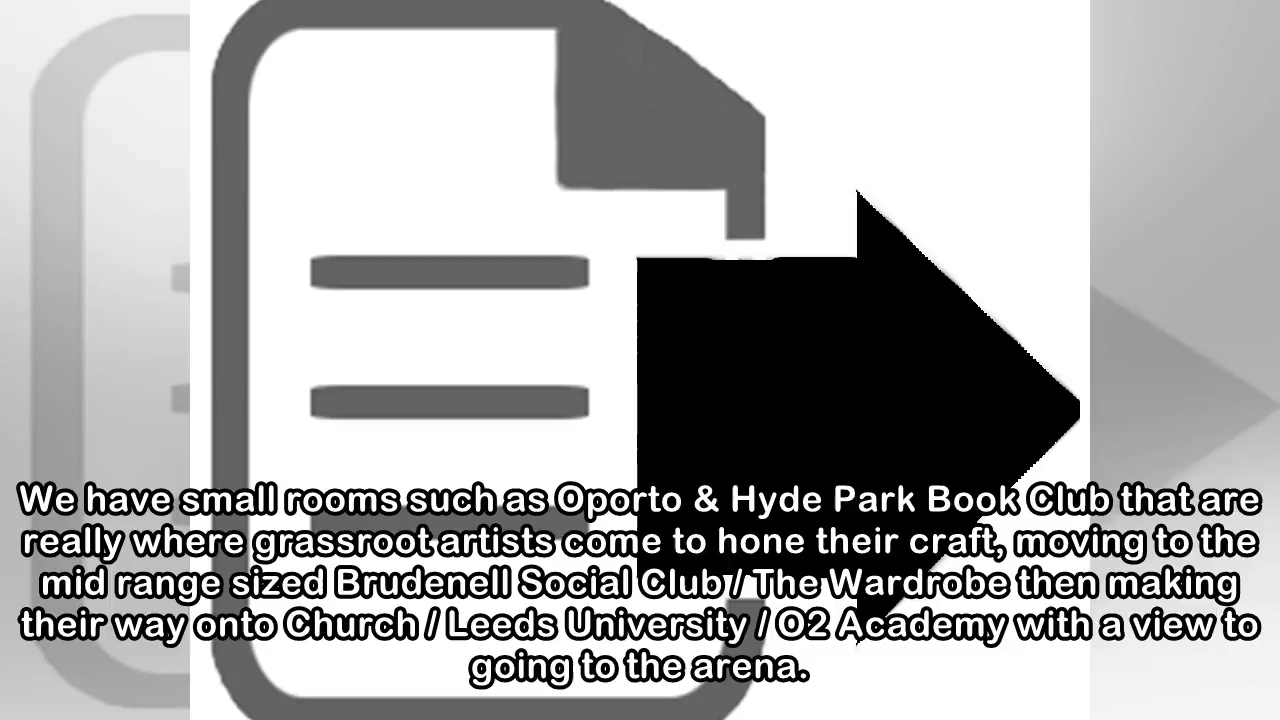 We have small rooms such as Oporto & Hyde Park Book Club that are
really where grassroot artists come to hone their craft, moving to the
mid range sized Brudenell Social Club / The Wardrobe then making
their way onto Church / Leeds University / O2 Academy with a view to
going to the arena.